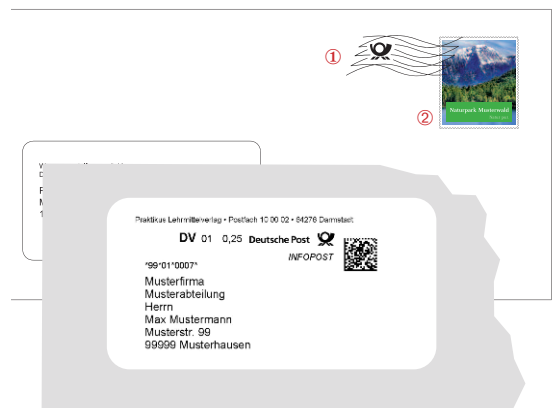 ①
②
Naturpark Musterwald
Praktikus Lehrmittelverlag • Postfach 10 00 02 • 64276 Darmstadt
DV 01 0,25 Deutsche Post
INFOPOST
*99*01*0007*
Musterfirma
Musterabteilung
Herrn
Max Mustermann
Musterstr. 99
99999 Musterhausen